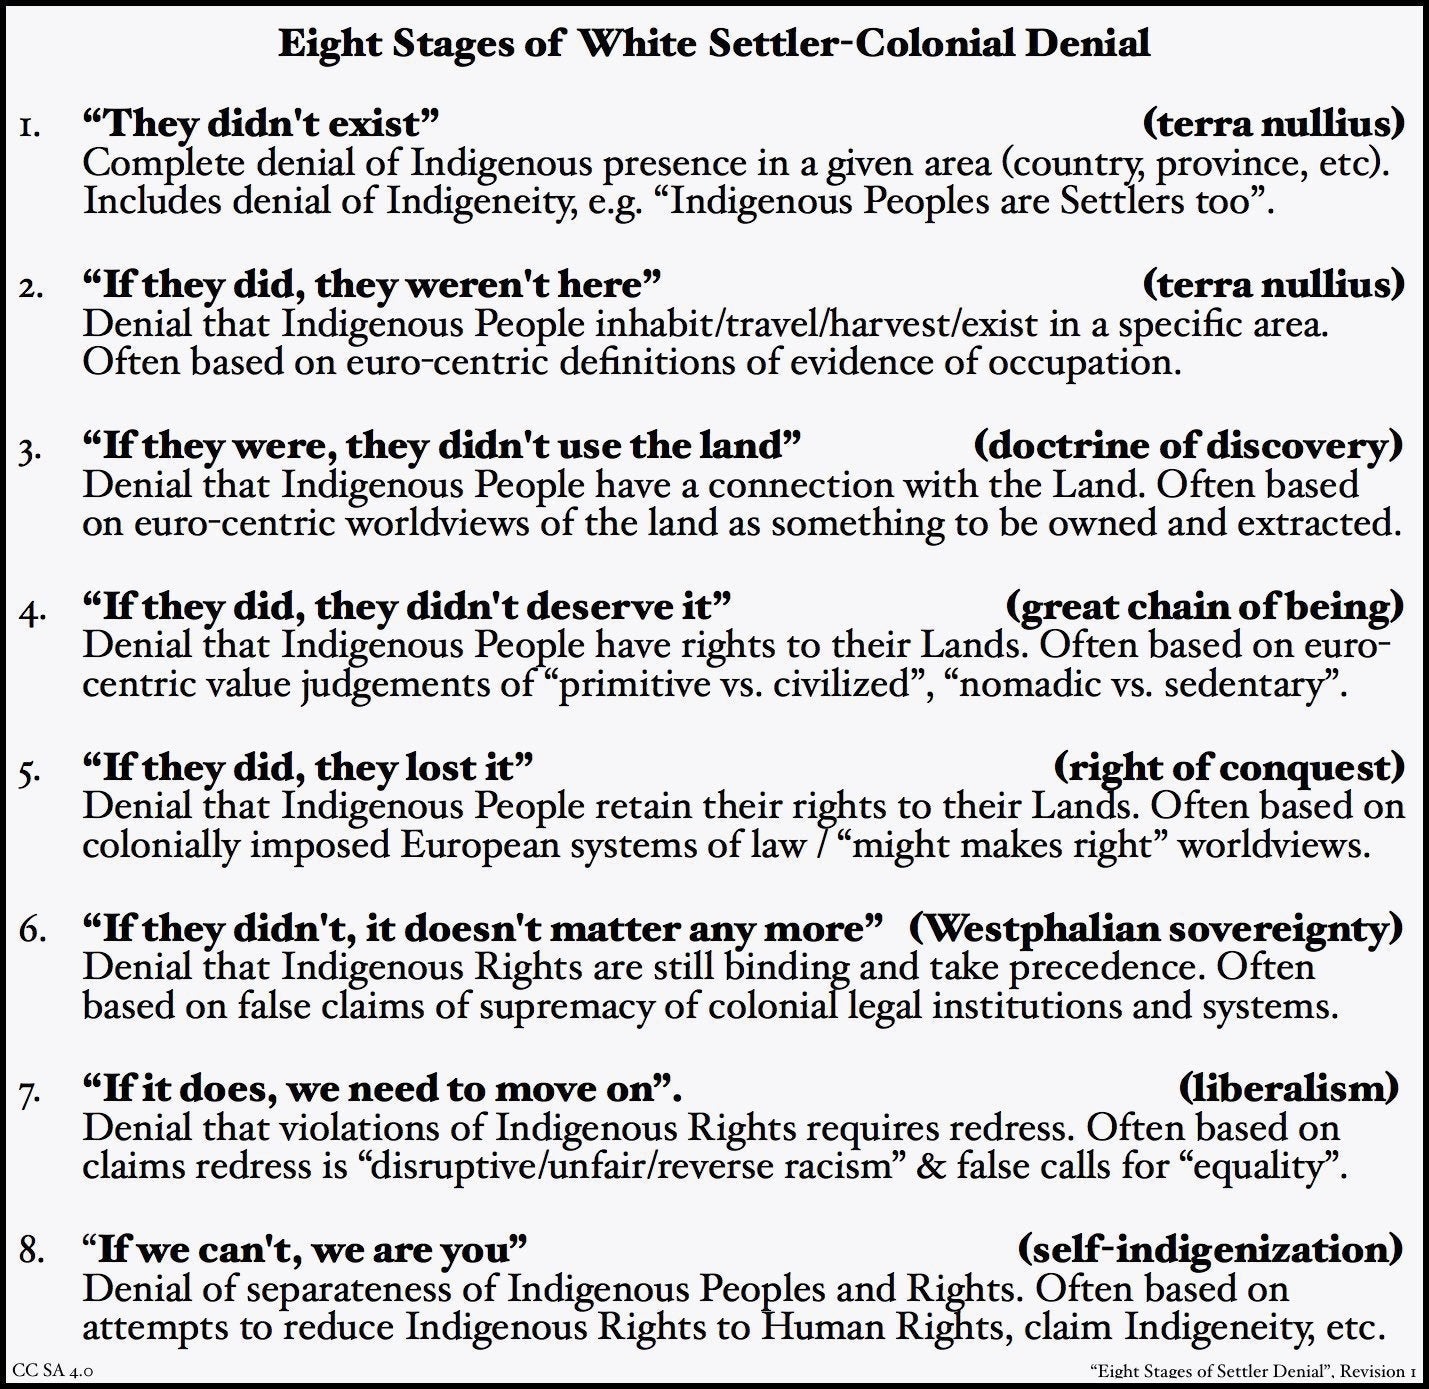 Eight Stages of White Settler-Colonial Denial
1. “They didn't exist” (terra nullius)
Complete denial of Indigenous presence in a given area (country, province, etc).
Includes denial of Indigeneity, e.g. “Indigenous Peoples are Settlers too”.
2. “If they did, they weren't here” (terra nullius)
Denial that Indigenous People inhabit/travel/harvest/exist in a specific area.
Often based on euro-centric definitions of evidence of occupation.
3. “If they were, they didn't use the land” (doctrine of discovery)
Denial that Indigenous People have a connection with the Land. Often based
on euro-centric worldviews of the land as something to be owned and extracted.
4. “If they did, they didn't deserve it” (great chain of being)
Denial that Indigenous People have rights to their Lands. Often based on euro-
centric value judgements of “primitive vs. civilized”, “nomadic vs. sedentary”.
5. “If they did, they lost it” (right of conquest)
Denial that Indigenous People retain their rights to their Lands. Often based on
colonially imposed European systems of law / “might makes right” worldviews.
6. “If they didn't, it doesn't matter any more” (Westphalian sovereignty)
Denial that Indigenous Rights are still binding and take precedence. Often
based on false claims of supremacy of colonial legal institutions and systems.
7. “If it does, we need to move on”. (liberalism)
Denial that violations of Indigenous Rights requires redress. Often based on
claims redress is “disruptive/unfair/reverse racism” & false calls for “equality”.
8. “If we can't, we are you” (self-indigenization)
Denial of separateness of Indigenous Peoples and Rights. Often based on
attempts to reduce Indigenous Rights to Human Rights, claim Indigeneity, etc.
CC SA 4.0 “Eight Stages of Settler Denial”, Revision 1